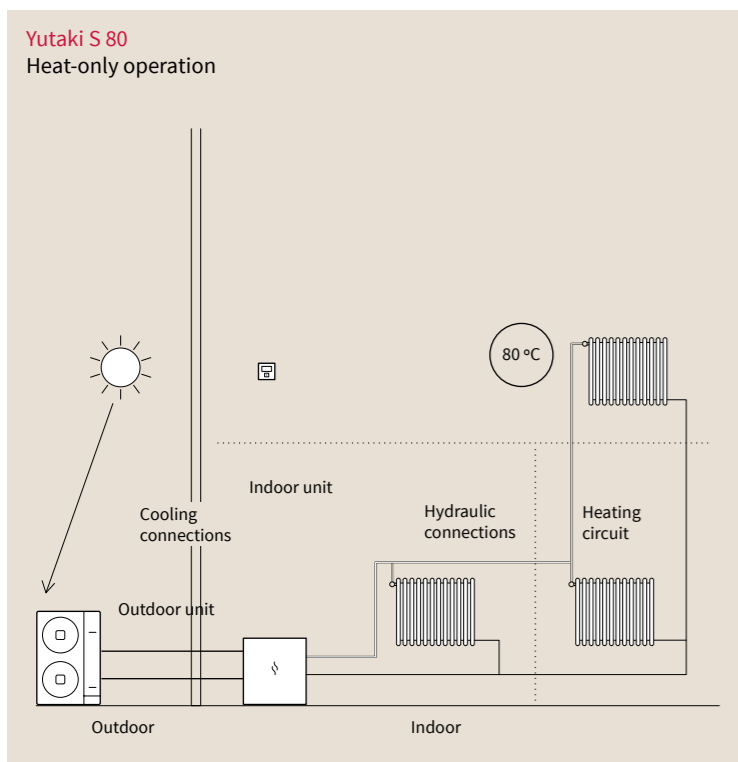 Yutaki S 80
Heat-only operation
80 ºC
Indoor unit
Cooling
connections
Hydraulic
connections
Heating
circuit
Outdoor unit
Outdoor
Indoor